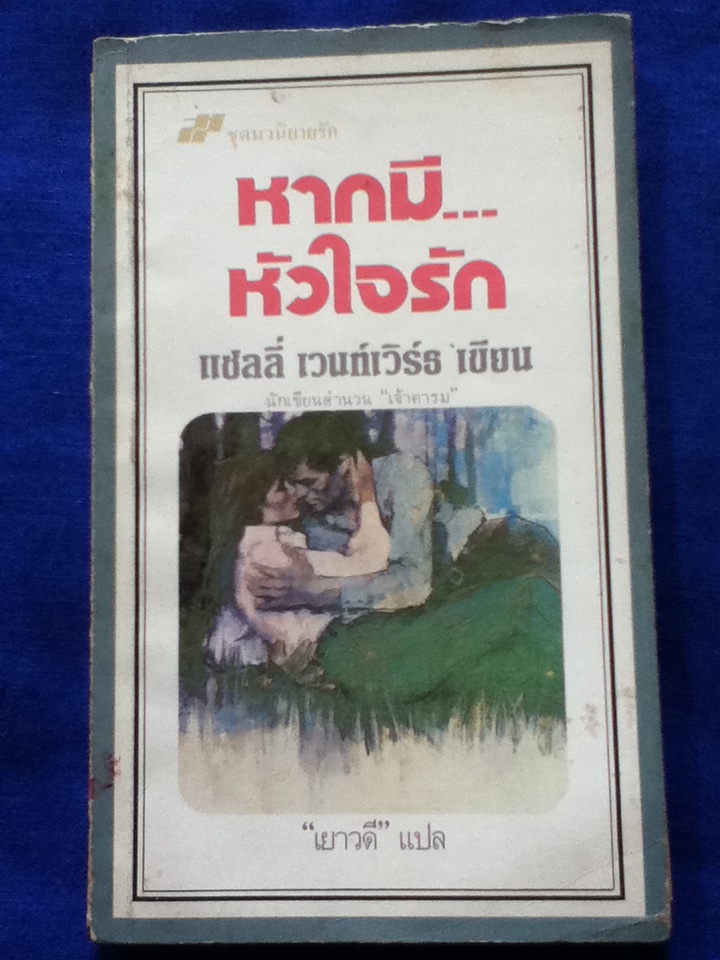 ชุดนวนิยายรัก
หากมี...
หัวใจรัก
แซลลี่ เวนท์เวิร์ธ เขียน
นักเขียนสำนวน "เจ้าคารม"
“เยาวดี” แปล